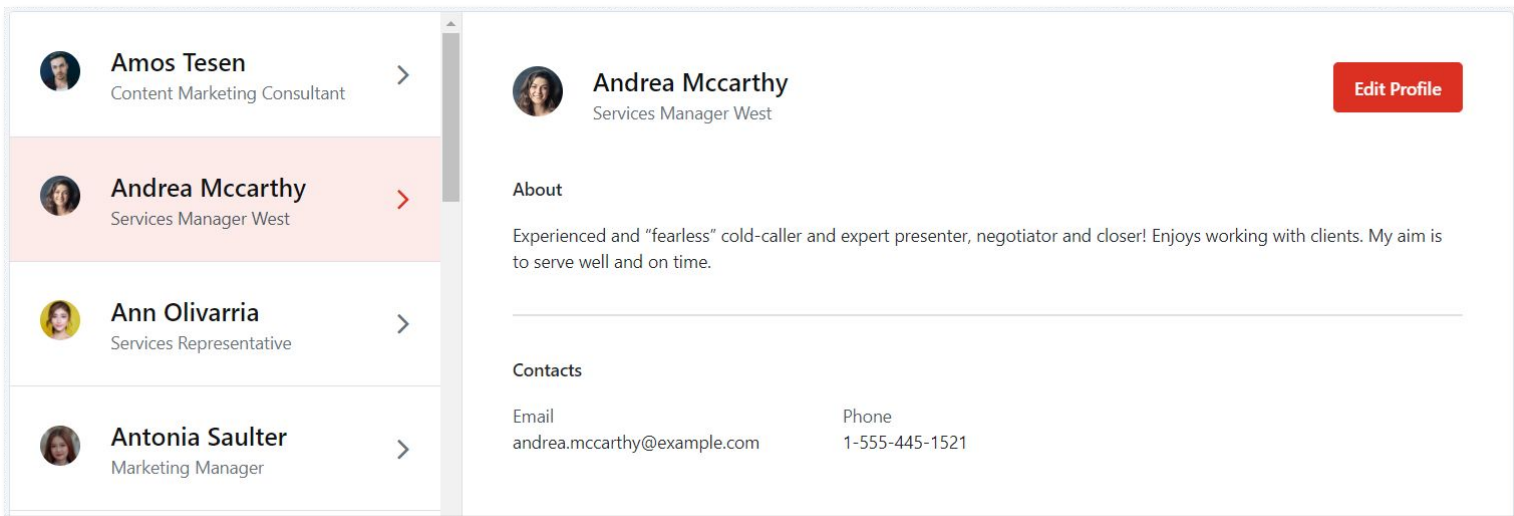 Amos Tesen
Content Marketing Consultant
Andrea Mccarthy
Services Manager West
Ann Olivarria
Services Representative
Antonia Saulter
Marketing Manager
Andrea Mccarthy
Services Manager West
Edit Profile
About
Experienced and “fearless” cold-caller and expert presenter, negotiator and closer! Enjoys working with clients. My aim is
to serve well and on time.
Contacts
Email
andrea.mccarthy@example.com
Phone
1-555-445-1521